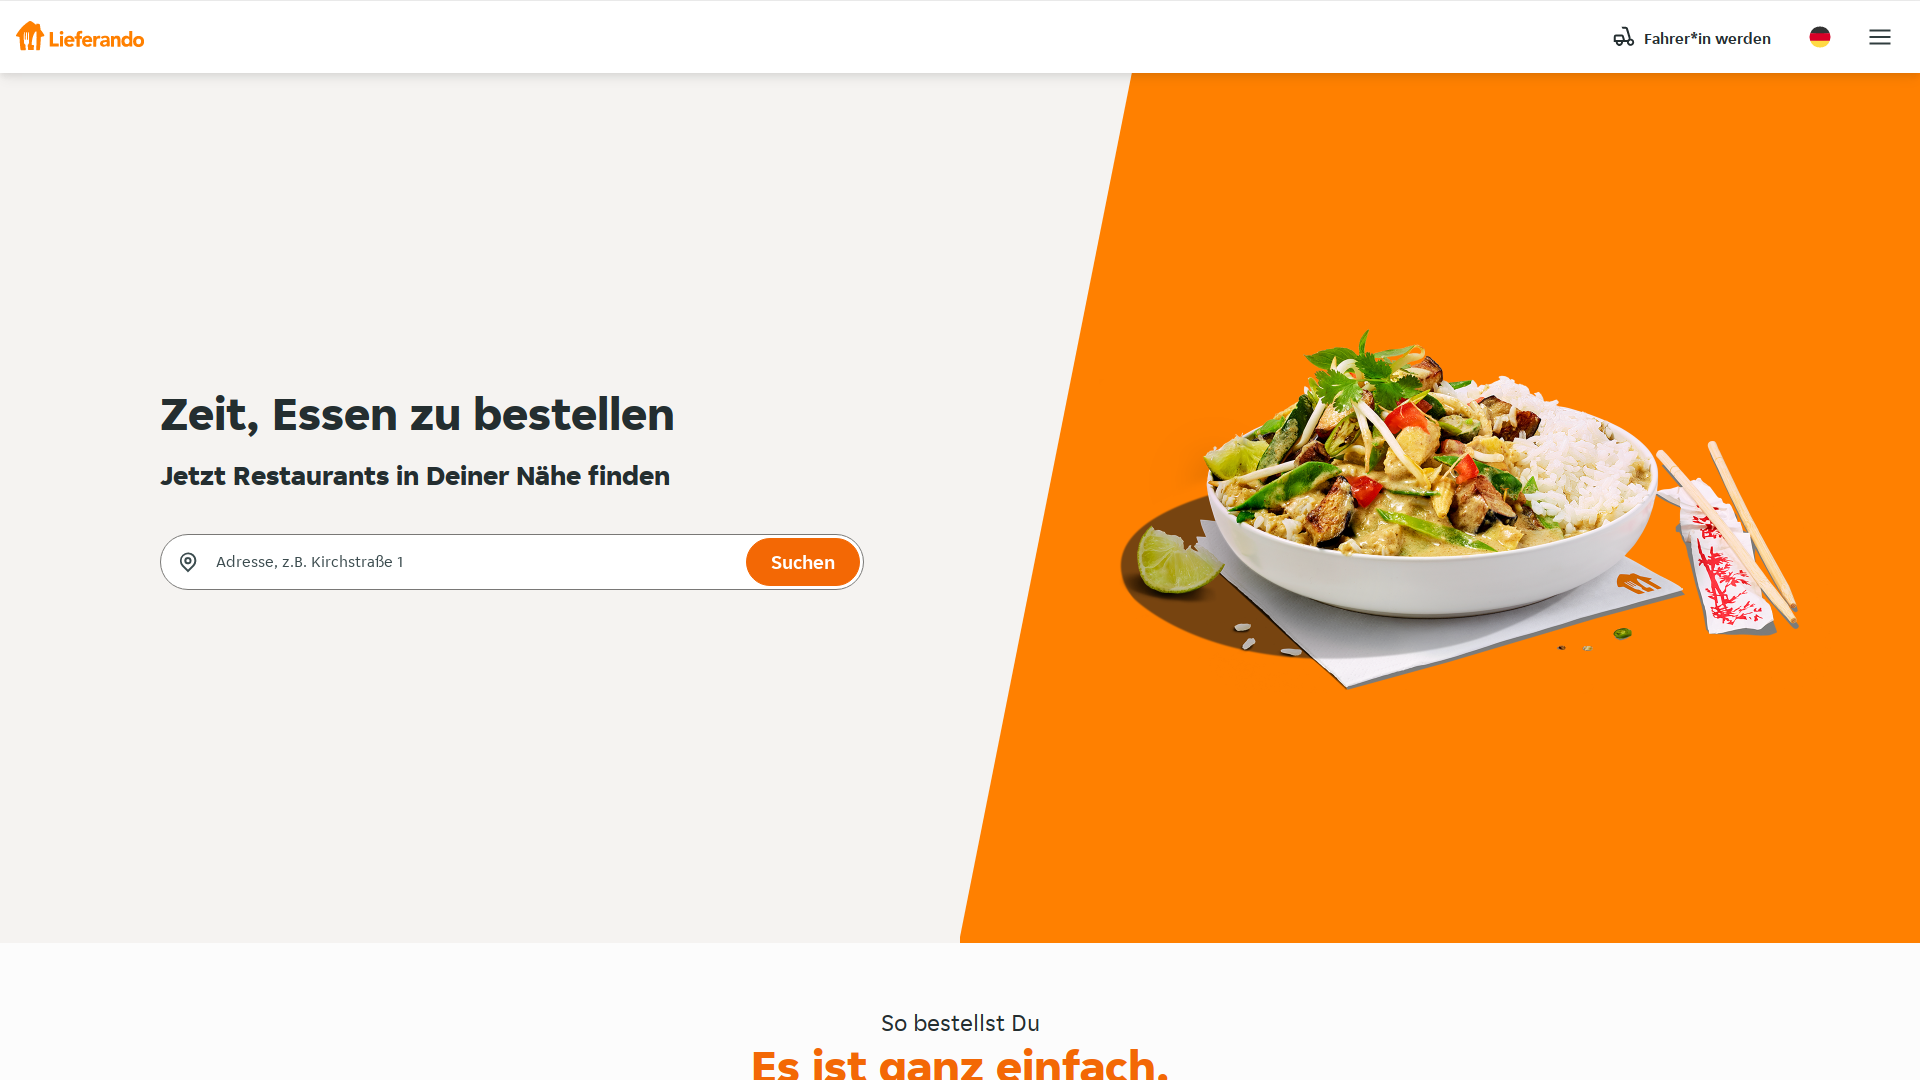 Lieferando
Fahrer*in werden
Zeit, Essen zu bestellen
Jetzt Restaurants in Deiner Nähe finden
Adresse, z.B. Kirchstraße 1
Suchen
So bestellst Du
Es ist ganz einfach.